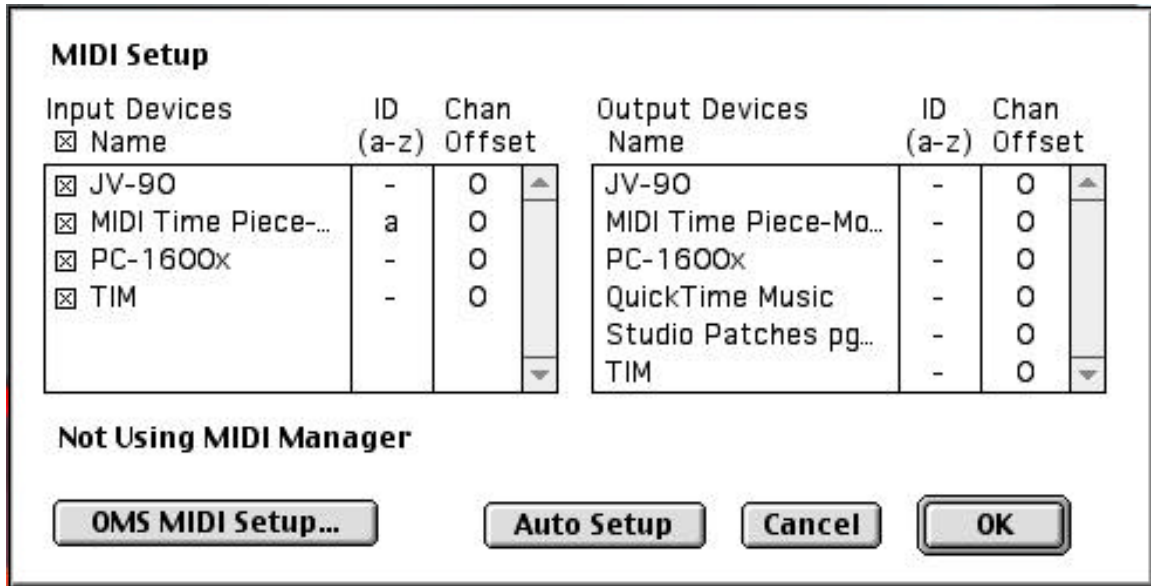 MIDI Setup
Input Devices ID Chan Output Devices ID Chan
Name (a-z) Offset Name (a-z) Offset
JV-90 - 0 JV-90 - 0
MIDI Time Piece-… a 0 MIDI Time Piece-Mo… - 0
PC-1600x - 0 PC-1600x - 0
TIM - 0 QuickTime Music - 0
Studio Patches pg… - 0
TIM - 0
Not Using MIDI Manager
OMS MIDI Setup… Auto Setup Cancel OK